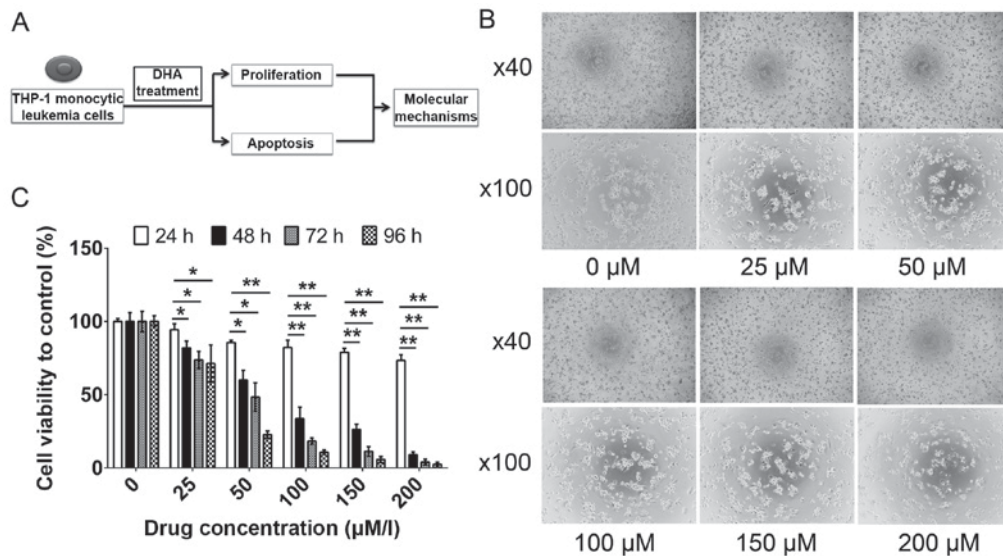 A
DHA
treatment
THP-1 monocytic
leukemia cells
Proliferation
Apoptosis
Molecular
mechanisms
B
x40
x100
0 µM 25 µM 50 µM
x40
x100
100 µM 150 µM 200 µM
C
24 h 48 h 72 h 96 h
Cell viability to control (%)
150
100
50
0
* * *
* * **
** ** **
** ** **
** ** **
0 25 50 100 150 200
Drug concentration (µM/l)